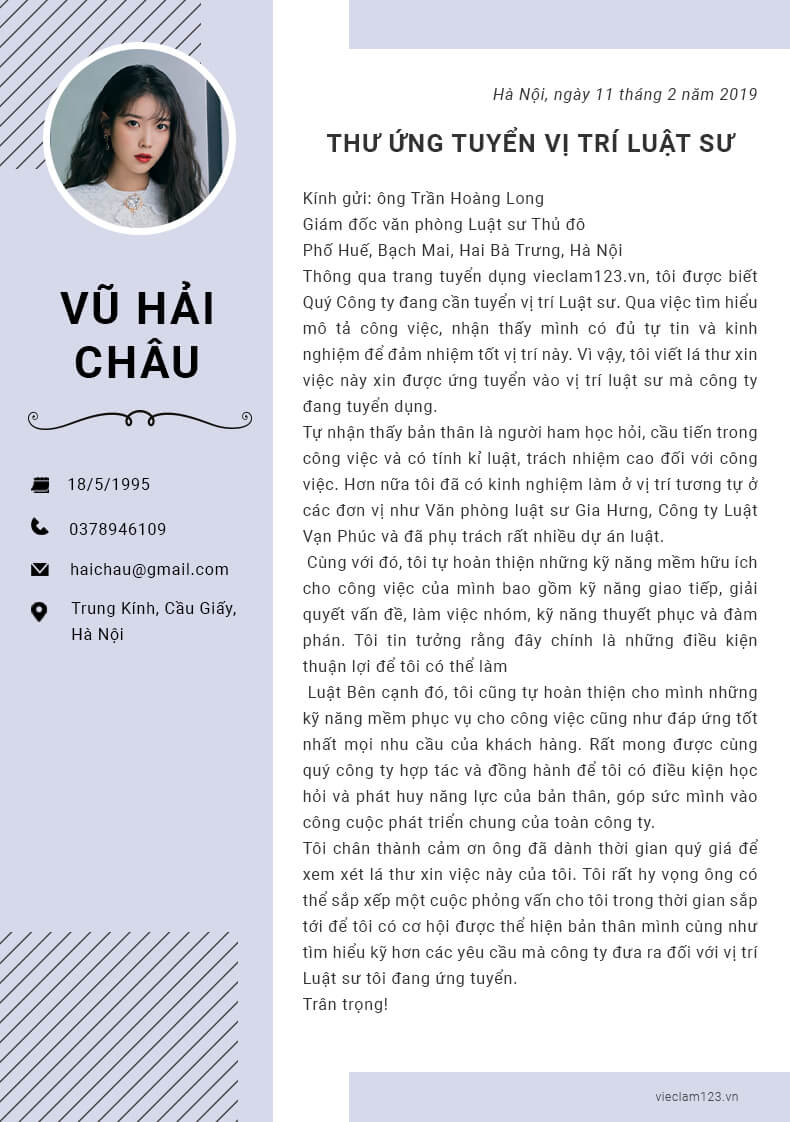 VŨ HẢI
CHÂU
18/5/1995
0378946109
haichau@gmail.com
Trung Kính, Cầu Giấy,
Hà Nội
Hà Nội, ngày 11 tháng 2 năm 2019
THƯ ỨNG TUYỂN VỊ TRÍ LUẬT SƯ
Kính gửi: ông Trần Hoàng Long
Giám đốc văn phòng Luật sư Thủ đô
Phố Huế, Bạch Mai, Hai Bà Trưng, Hà Nội
Thông qua trang tuyển dụng vieclam123.vn, tôi được biết
Quý Công ty đang cần tuyển vị trí Luật sư. Qua việc tìm hiểu
mô tả công việc, nhận thấy mình có đủ tự tin và kinh
nghiệm để đảm nhiệm tốt vị trí này. Vì vậy, tôi viết lá thư xin
việc này xin được ứng tuyển vào vị trí luật sư mà công ty
đang tuyển dụng.
Tự nhận thấy bản thân là người ham học hỏi, cầu tiến trong
công việc và có tính kỉ luật, trách nhiệm cao đối với công
việc. Hơn nữa tôi đã có kinh nghiệm làm ở vị trí tương tự ở
các đơn vị như Văn phòng luật sư Gia Hưng, Công ty Luật
Vạn Phúc và đã phụ trách rất nhiều dự án luật.
Cùng với đó, tôi tự hoàn thiện những kỹ năng mềm hữu ích
cho công việc của mình bao gồm kỹ năng giao tiếp, giải
quyết vấn đề, làm việc nhóm, kỹ năng thuyết phục và đàm
phán. Tôi tin tưởng rằng đây chính là những điều kiện
thuận lợi để tôi có thể làm
Luật Bên cạnh đó, tôi cũng tự hoàn thiện cho mình những
kỹ năng mềm phục vụ cho công việc cũng như đáp ứng tốt
nhất mọi nhu cầu của khách hàng. Rất mong được cùng
quý công ty hợp tác và đồng hành để tôi có điều kiện học
hỏi và phát huy năng lực của bản thân, góp sức mình vào
công cuộc phát triển chung của toàn công ty.
Tôi chân thành cảm ơn ông đã dành thời gian quý giá để
xem xét lá thư xin việc này của tôi. Tôi rất hy vọng ông có
thể sắp xếp một cuộc phỏng vấn cho tôi trong thời gian sắp
tới để tôi có cơ hội được thể hiện bản thân mình cùng như
tìm hiểu kỹ hơn các yêu cầu mà công ty đưa ra đối với vị trí
Luật sư tôi đang ứng tuyển.
Trân trọng!
vieclam123.vn